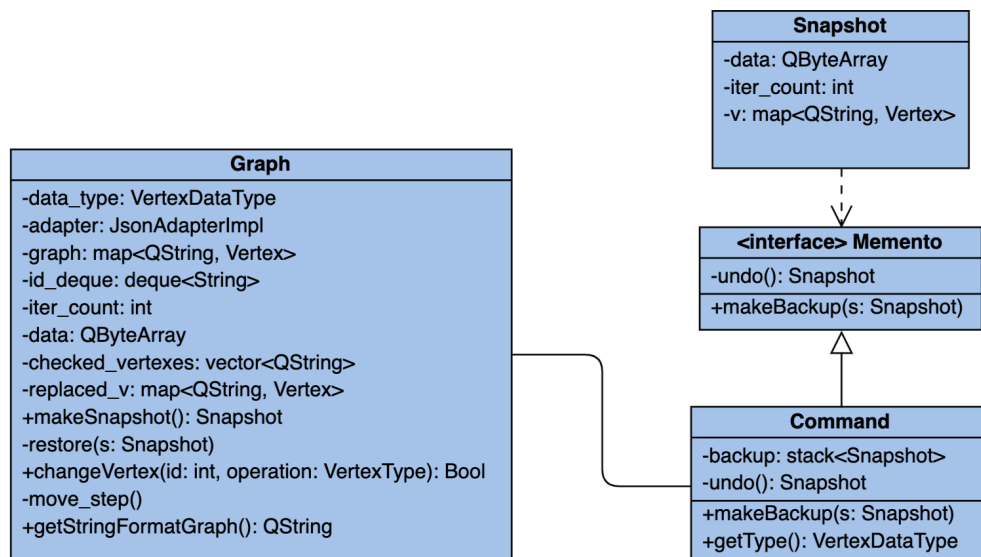 Snapshot
-data: QByteArray
-iter_count: int
-v: map<QString, Vertex>
Graph
-data_type: VertexDataType
-adapter: JsonAdapterImpl
-graph: map<QString, Vertex>
-id_deque: deque<String>
-iter_count: int
-data: QByteArray
-checked_vertexes: vector<QString>
-replaced_v: map<QString, Vertex>
+makeSnapshot(): Snapshot
-restore(s: Snapshot)
+changeVertex(id: int, operation: VertexType): Bool
-move_step()
+getStringFormatGraph(): QString
<interface> Memento
-undo(): Snapshot
+makeBackup(s: Snapshot)
Command
-backup: stack<Snapshot>
-undo(): Snapshot
+makeBackup(s: Snapshot)
+getType(): VertexDataType